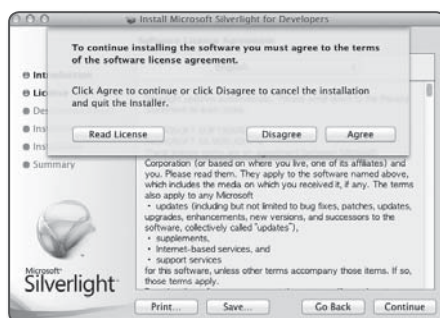 Install Microsoft Silverlight for Developers
To continue installing the software you must agree to the terms
of the software license agreement.
Click Agree to continue or click Disagree to cancel the installation
and quit the Installer.
Read License
Disagree
Agree
Summary
Corporation (or based on where you live, one of its affiliates) and
you. Please read them. They apply to the software named above,
which includes the media on which you received it, if any. The terms
also apply to any Microsoft
• updates (including but not limited to bug fixes, patches, updates,
upgrades, enhancements, new versions, and successors to the
software, collectively called "updates"),
• supplements,
• Internet-based services, and
• support services
for this software, unless other terms accompany those items. If so,
those terms apply.
Microsoft
Silverlight
Print...
Save...
Go Back
Continue